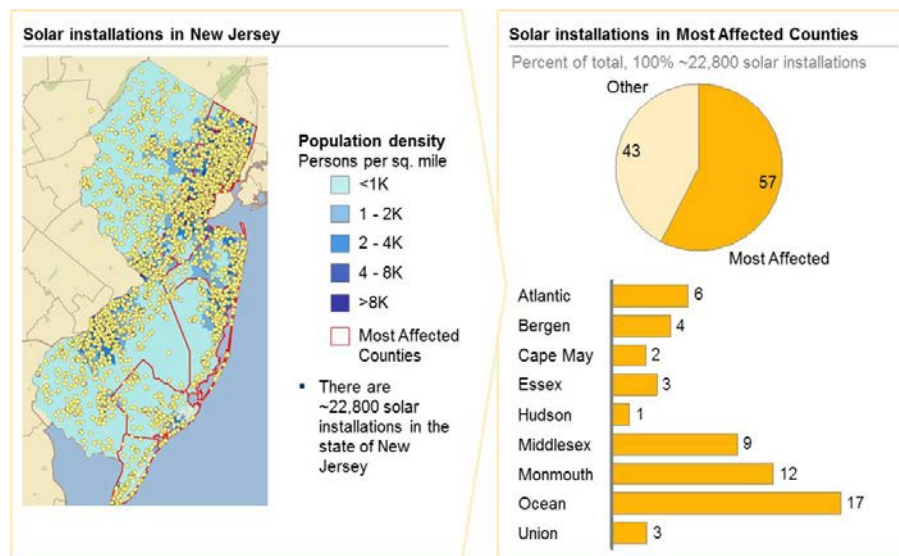 Solar installations in New Jersey
Population density
Persons per sq. mile
<1K
1 - 2K
2 - 4K
4 - 8K
>8K
Most Affected
Counties
▪ There are
~22,800 solar
installations in the
state of New
Jersey
Solar installations in Most Affected Counties
Percent of total, 100% ~22,800 solar installations
Other
43
57
Most Affected
Atlantic 6
Bergen 4
Cape May 2
Essex 3
Hudson 1
Middlesex 9
Monmouth 12
Ocean 17
Union 3